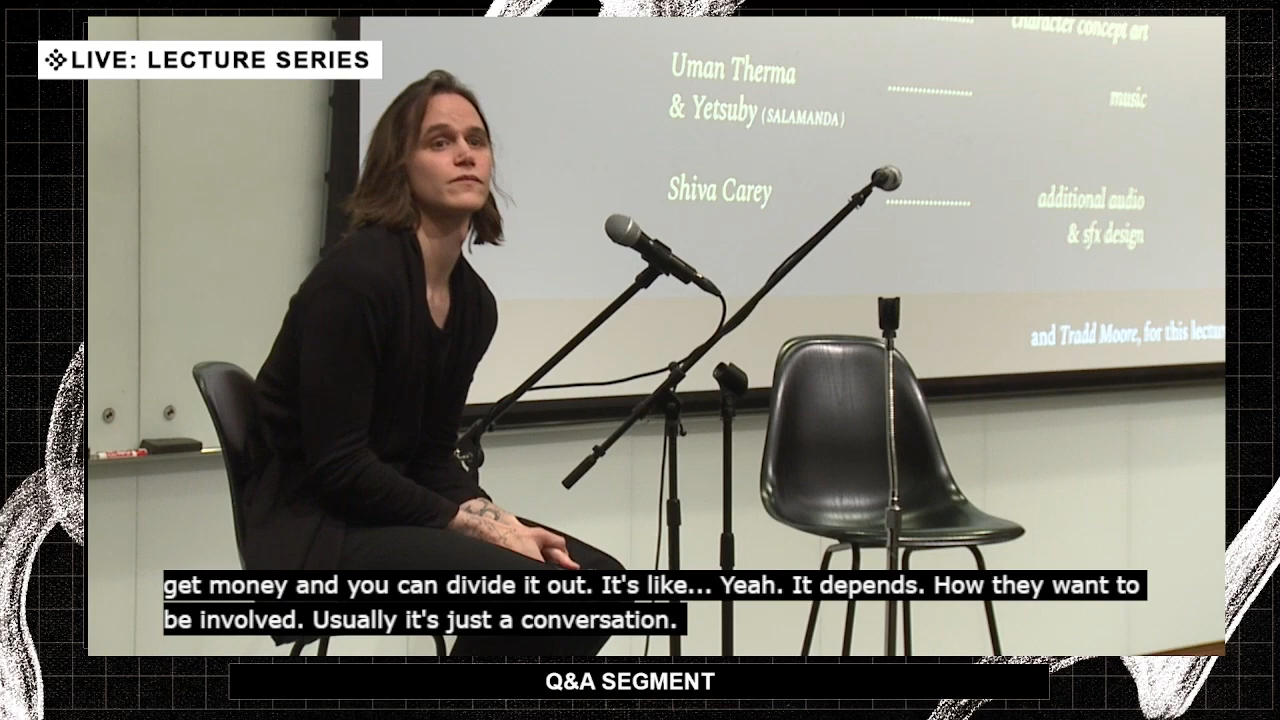 LIVE: LECTURE SERIES
character concept art
Uman Therma
& Yetsuby (SALAMANDA)
music
Shiva Carey
additional audio
& sfx design
and Tradd Moore, for this lectur
get money and you can divide it out. It's like... Yeah. It depends. How they want to
be involved. Usually it's just a conversation.
Q&A SEGMENT